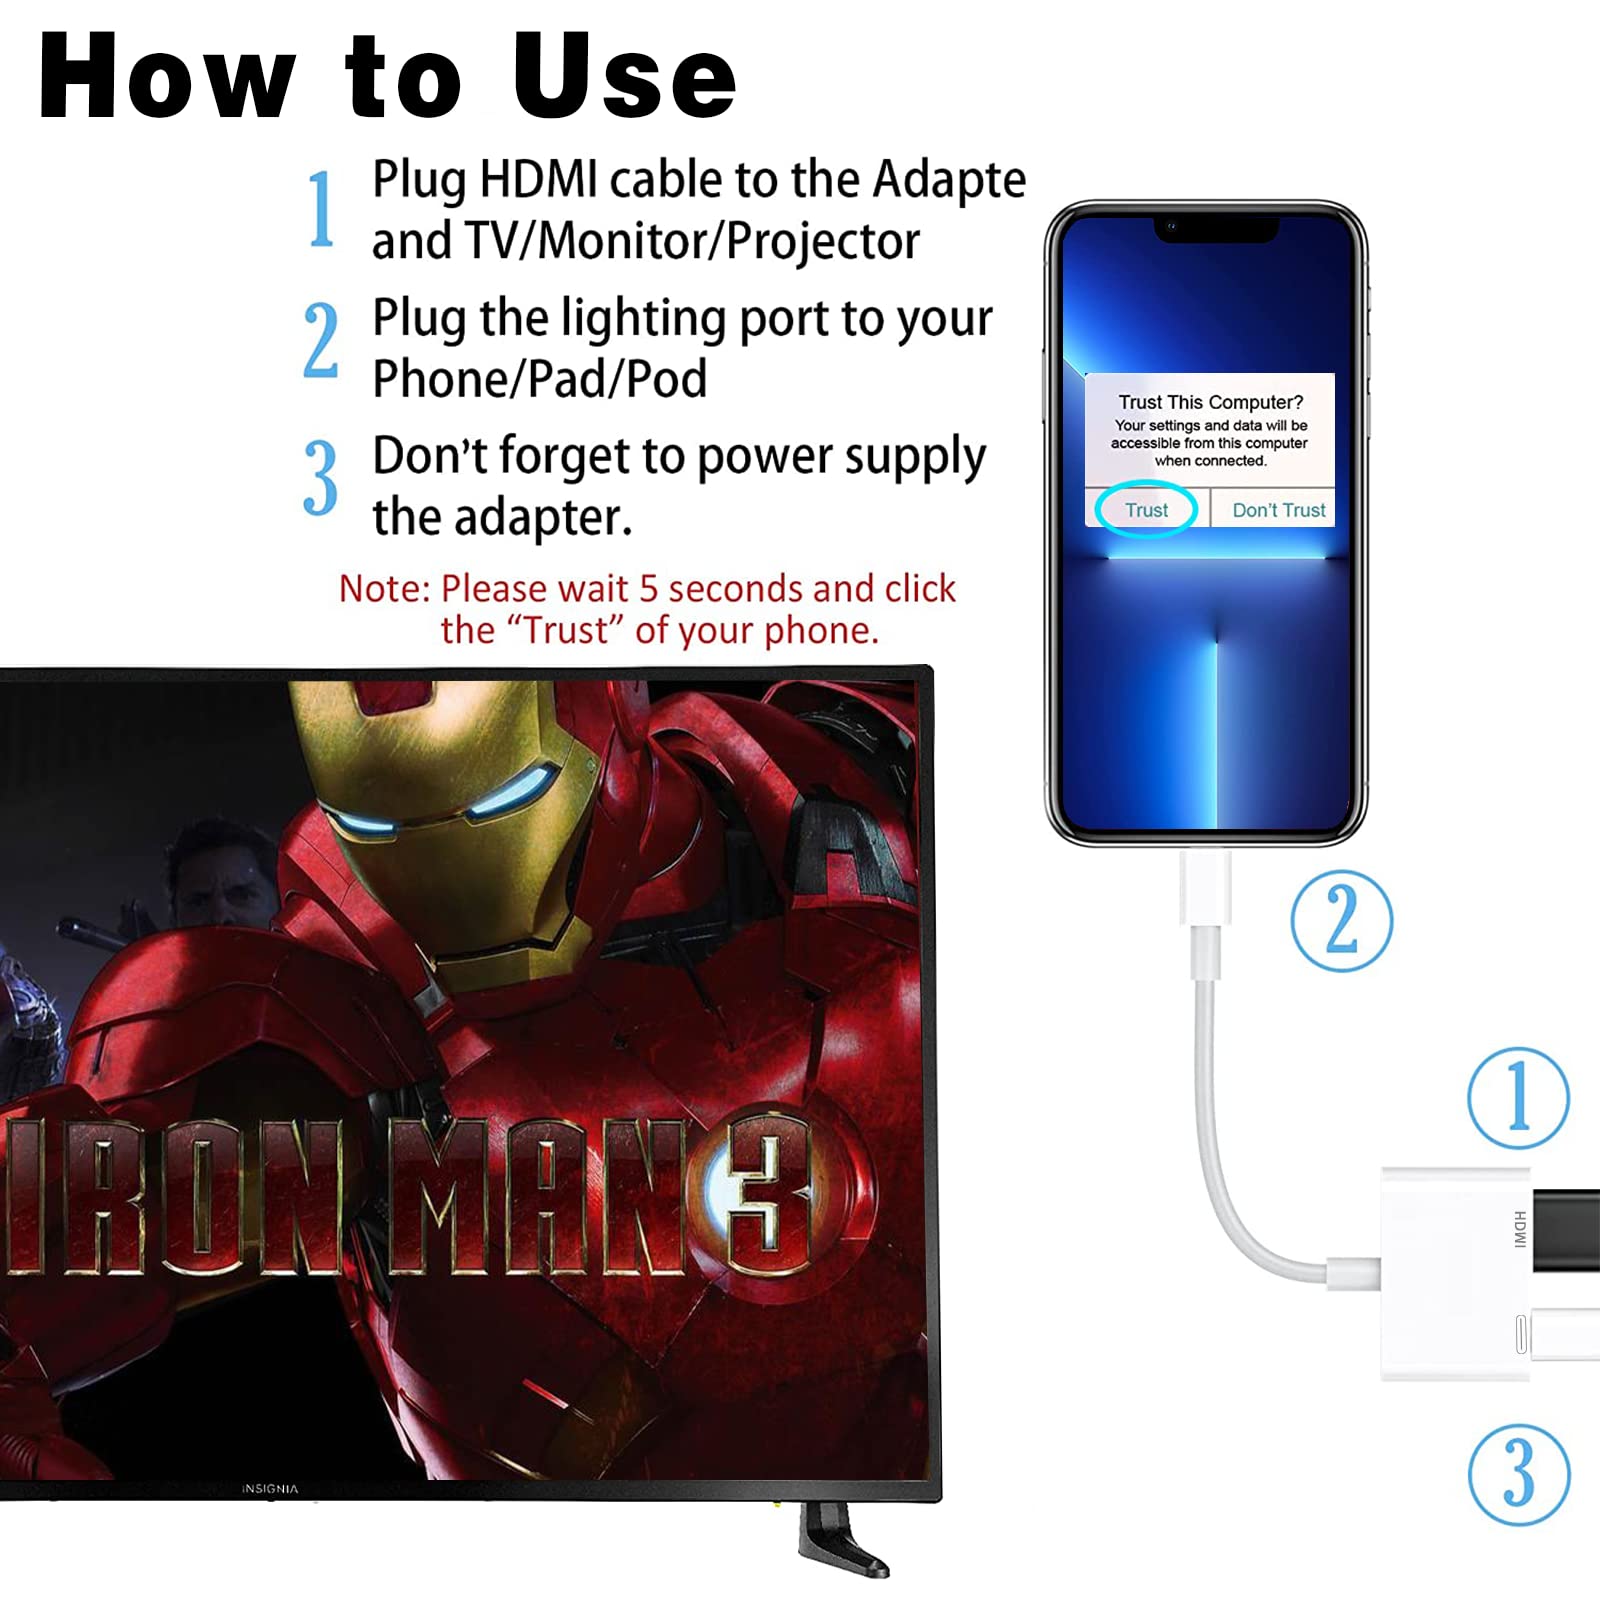 How to Use
1 Plug HDMI cable to the Adapte
and TV/Monitor/Projector
2 Plug the lighting port to your
Phone/Pad/Pod
3 Don't forget to power supply
the adapter.
Note: Please wait 5 seconds and click
the “Trust” of your phone.
Trust This Computer?
Your settings and data will be
accessible from this computer
when connected.
Trust
Don't Trust
2
1
HDMI
3
IRON MAN 3
INSIGNIA